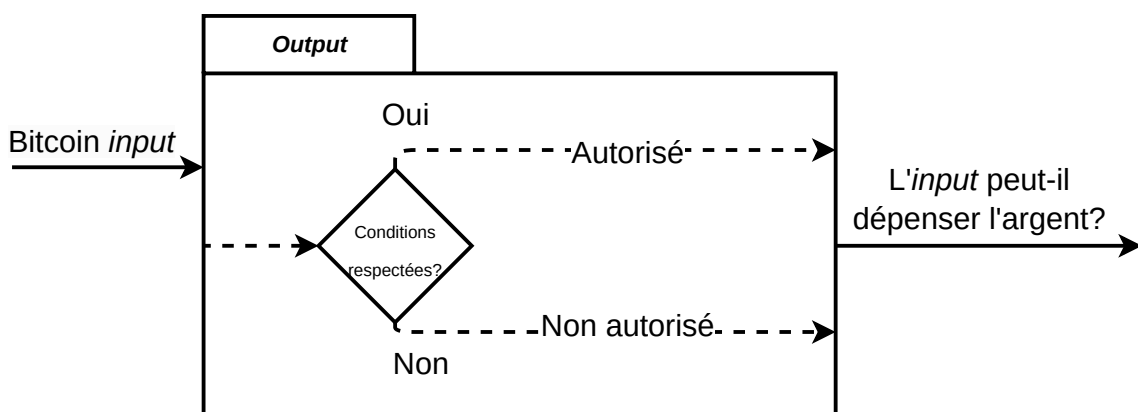 Output
Oui
Bitcoin input
Autorisé
L'input peut-il
dépenser l'argent?
Conditions
respectées?
Non autorisé
Non